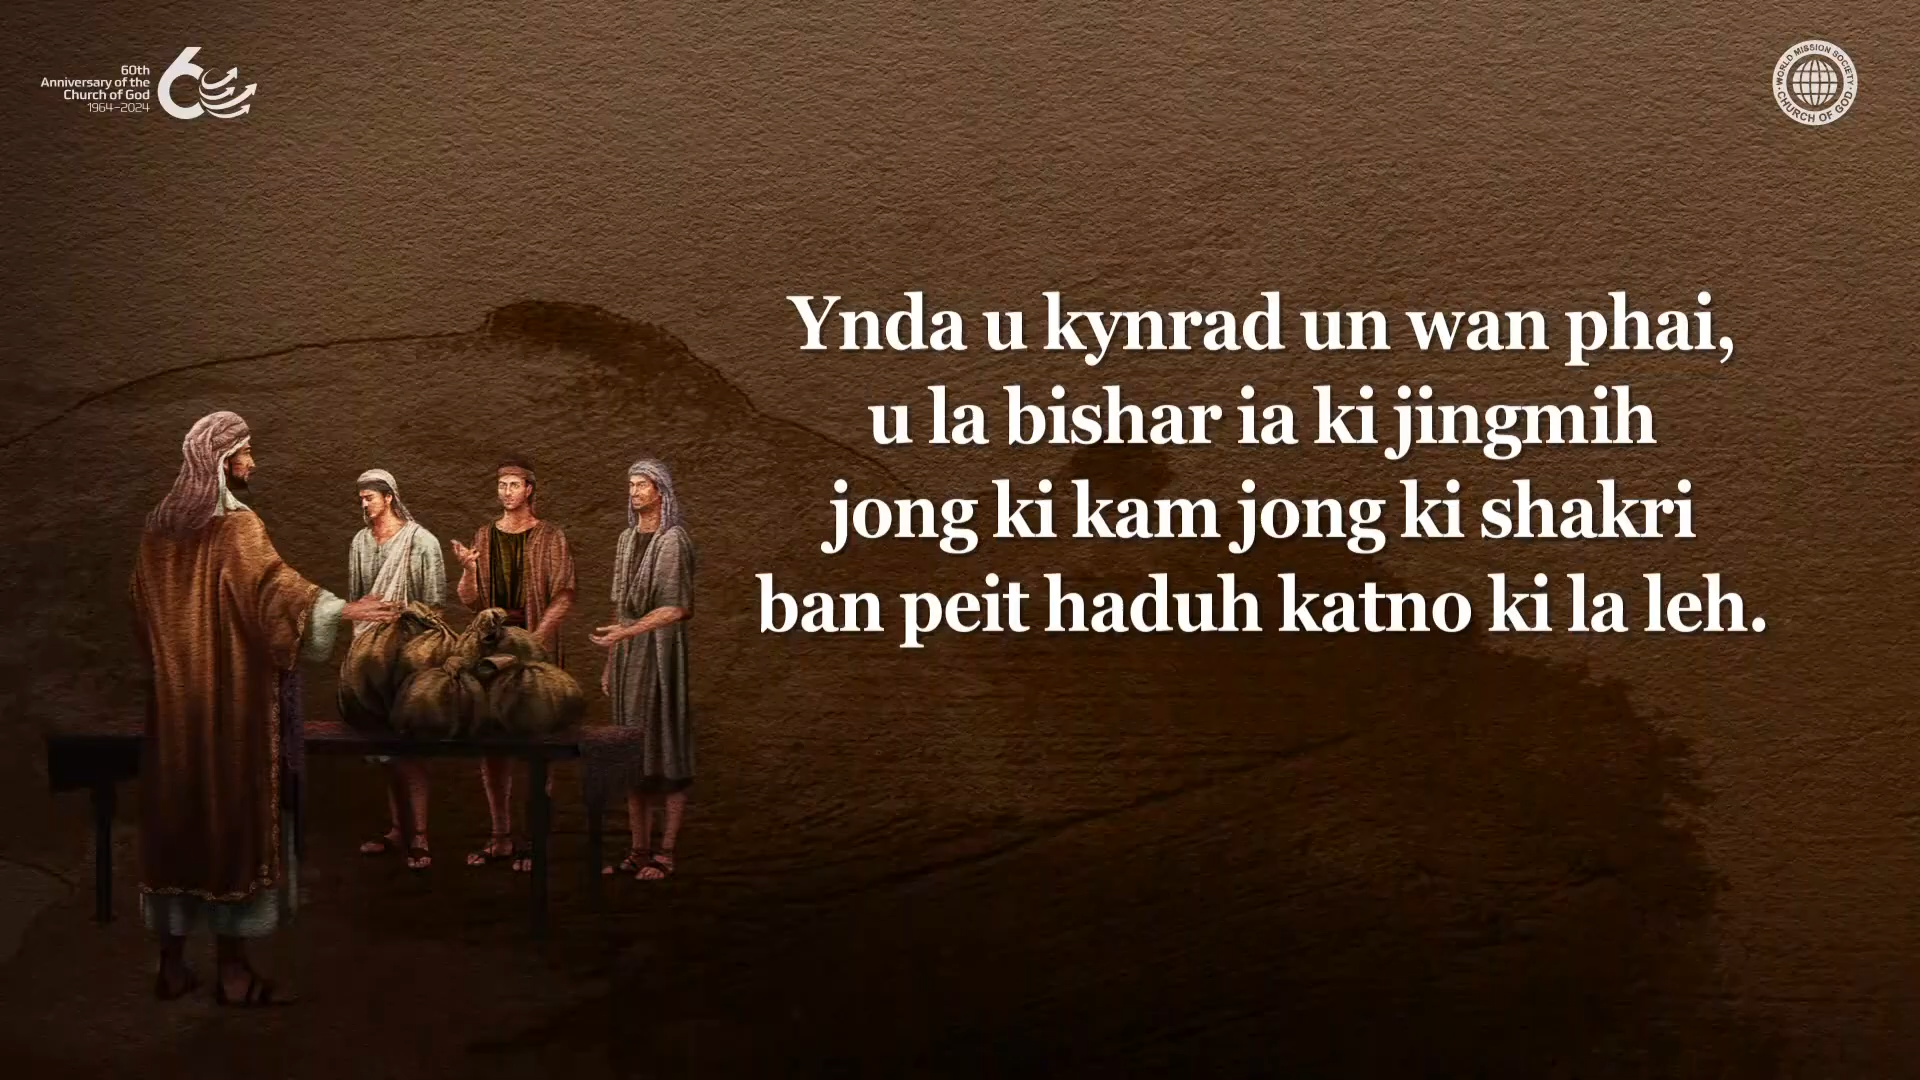 60th
Anniversary of the
Church of God
1964–2024
60
WORLD MISSION SOCIETY
CHURCH OF GOD
Ynda u kynrad un wan phai,
u la bishar ia ki jingmih
jong ki kam jong ki shakri
ban peit haduh katno ki la leh.